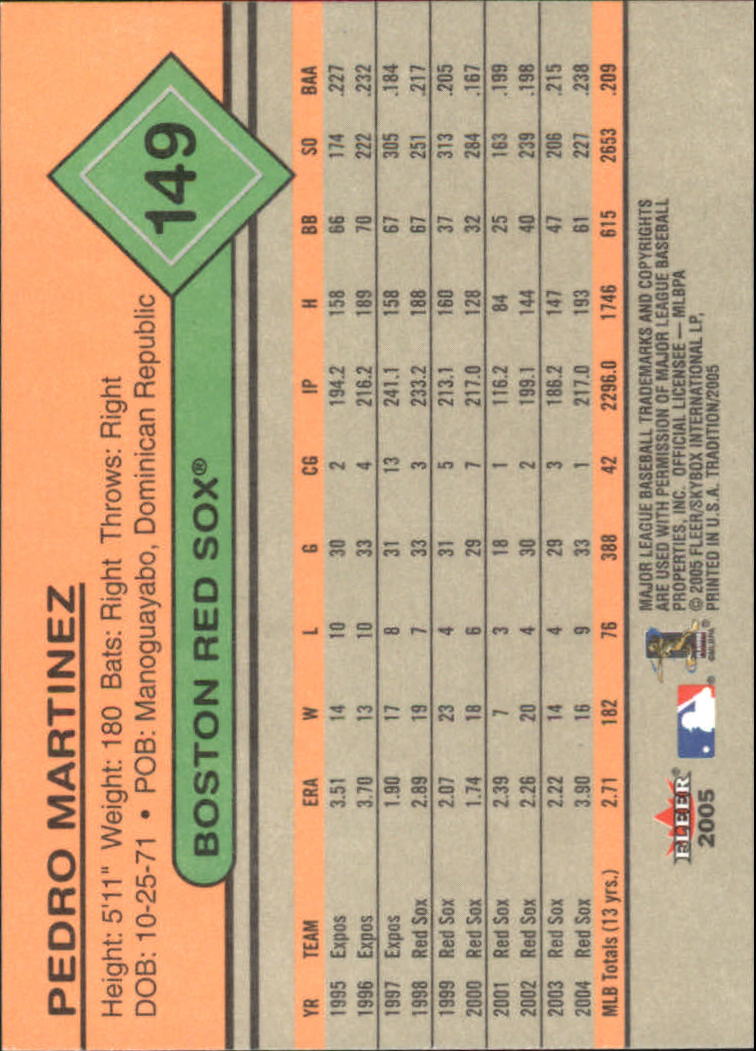 PEDRO MARTINEZ
Height: 5'11" Weight: 180 Bats: Right Throws: Right
DOB: 10-25-71 • POB: Manoguayabo, Dominican Republic
149
BOSTON RED SOX®
YR TEAM ERA W L G CG IP H BB SO BAA
1995 Expos 3.51 14 10 30 2 194.2 158 66 174 .227
1996 Expos 3.70 13 10 33 4 216.2 189 70 222 .232
1997 Expos 1.90 17 8 31 13 241.1 158 67 305 .184
1998 Red Sox 2.89 19 7 33 3 233.2 188 67 251 .217
1999 Red Sox 2.07 23 4 31 5 213.1 160 37 313 .205
2000 Red Sox 1.74 18 6 29 7 217.0 128 32 284 .167
2001 Red Sox 2.39 7 3 18 1 116.2 84 25 163 .199
2002 Red Sox 2.26 20 4 30 2 199.1 144 40 239 .198
2003 Red Sox 2.22 14 4 29 3 186.2 147 47 206 .215
2004 Red Sox 3.90 16 9 33 1 217.0 193 61 227 .238
MLB Totals (13 yrs.) 2.71 182 76 388 42 2296.0 1746 615 2653 .209
FLEER®
2005
®
©MLBPA
MAJOR LEAGUE BASEBALL TRADEMARKS AND COPYRIGHTS
ARE USED WITH PERMISSION OF MAJOR LEAGUE BASEBALL
PROPERTIES, INC. OFFICIAL LICENSEE — MLBPA
© 2005 FLEER/SKYBOX INTERNATIONAL LP,
PRINTED IN U.S.A. TRADITION/2005